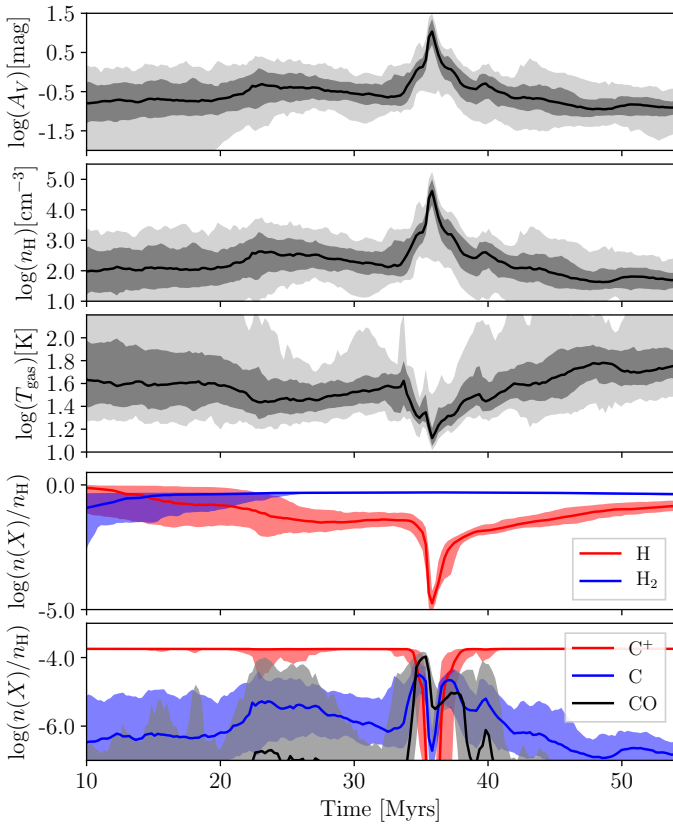 log(A_V)[mag]
1.5
0.5
-0.5
-1.5
log(n_H)[cm⁻³]
5.0
4.0
3.0
2.0
1.0
log(T_gas)[K]
2.0
1.8
1.6
1.4
1.2
1.0
log(n(X)/n_H)
0.0
-5.0
H
H₂
log(n(X)/n_H)
-4.0
-6.0
C⁺
C
CO
10 20 30 40 50
Time [Myrs]